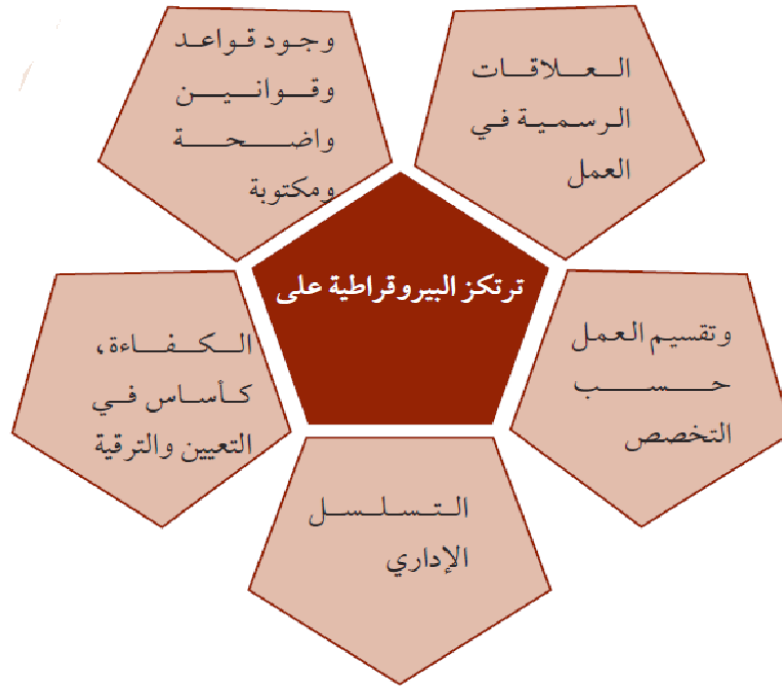 ترتكز البيروقراطية على
العلاقات
الرسمية في
العمل
وتقسيم العمل
حسب
التخصص
التسلسل
الإداري
الكفاءة،
كأساس في
التعيين والترقية
وجود قواعد
وقوانين
واضحة
ومكتوبة